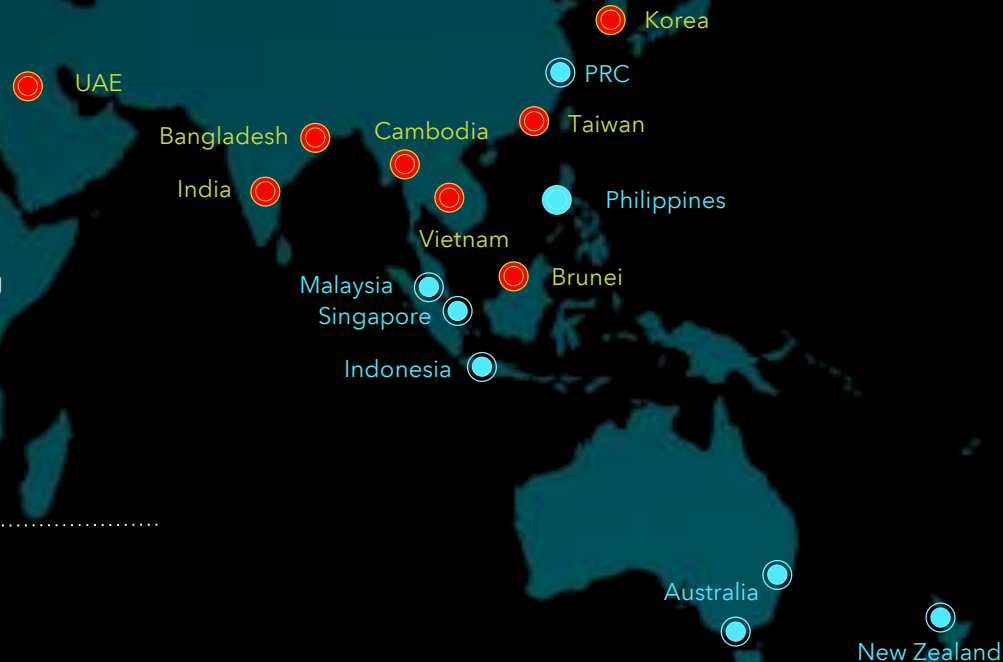 Korea
PRC
UAE
Taiwan
Bangladesh
Cambodia
India
Philippines
Vietnam
Brunei
Malaysia
Singapore
Indonesia
Australia
New Zealand